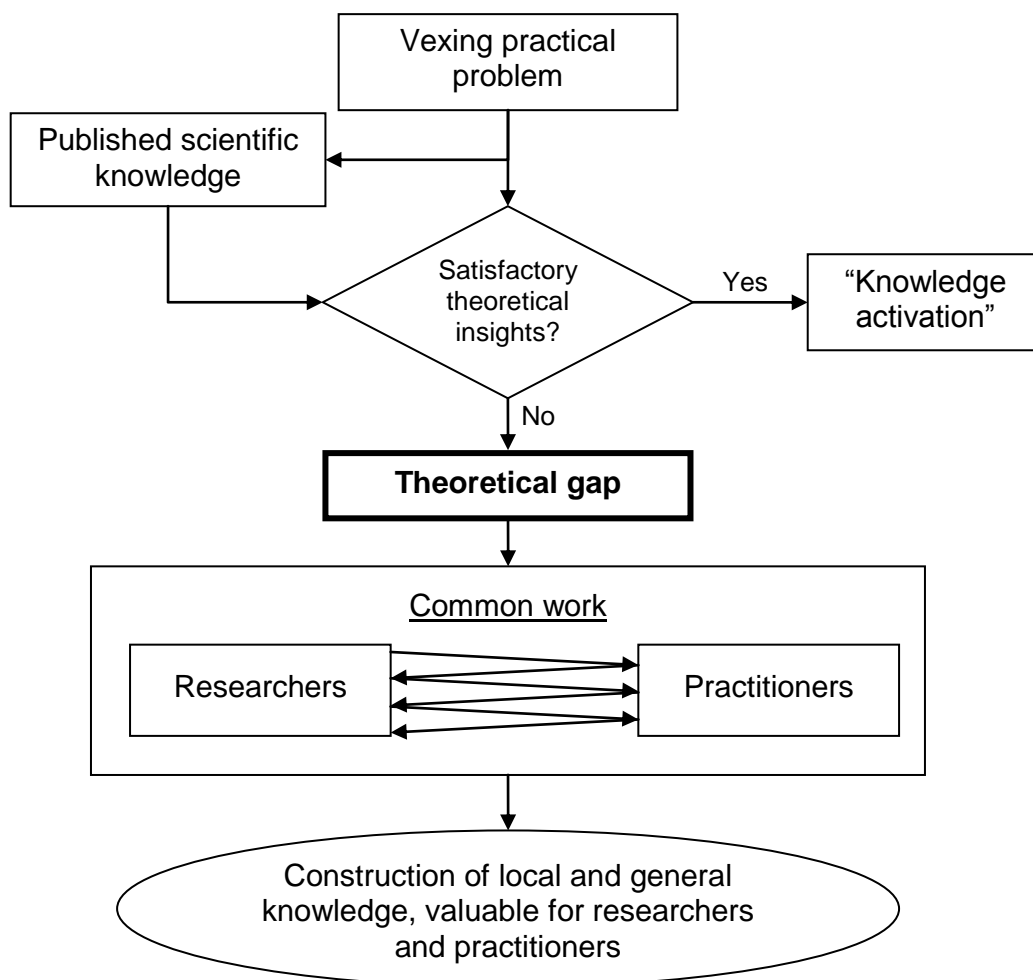 Vexing practical
problem
Published scientific
knowledge
Satisfactory
theoretical
insights?
Yes
“Knowledge
activation”
No
Theoretical gap
Common work
Researchers
Practitioners
Construction of local and general
knowledge, valuable for researchers
and practitioners